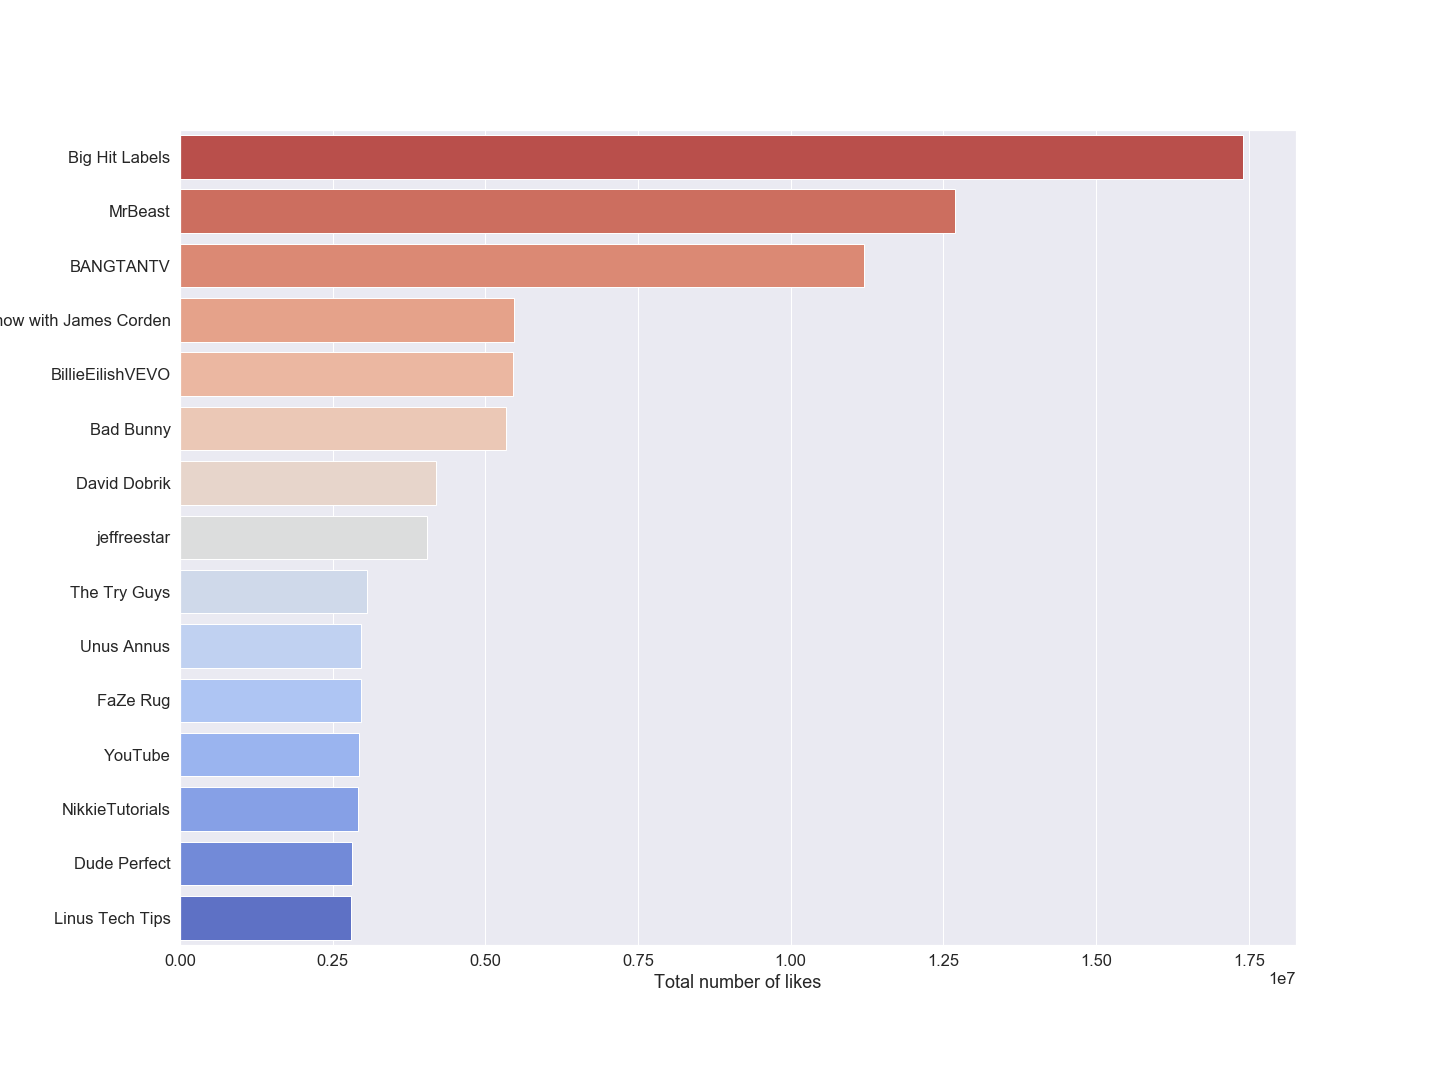 Big Hit Labels
MrBeast
BANGTANTV
how with James Corden
BillieEilishVEVO
Bad Bunny
David Dobrik
jeffreestar
The Try Guys
Unus Annus
FaZe Rug
YouTube
NikkieTutorials
Dude Perfect
Linus Tech Tips
0.00 0.25 0.50 0.75 1.00 1.25 1.50 1.75
1e7
Total number of likes